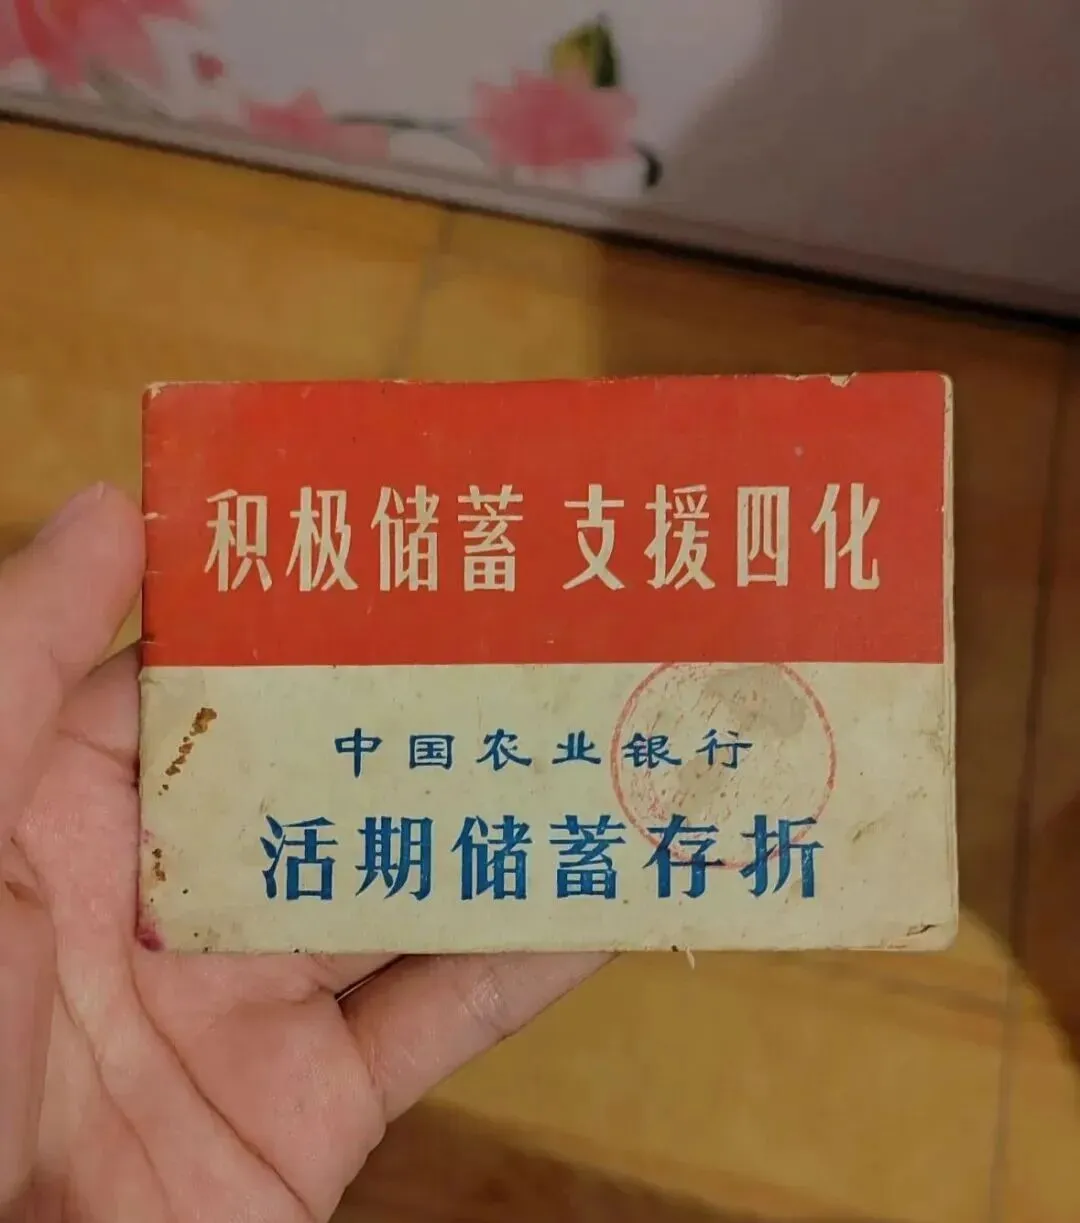 积极储蓄 支援四化
中国农业银行
活期储蓄存折